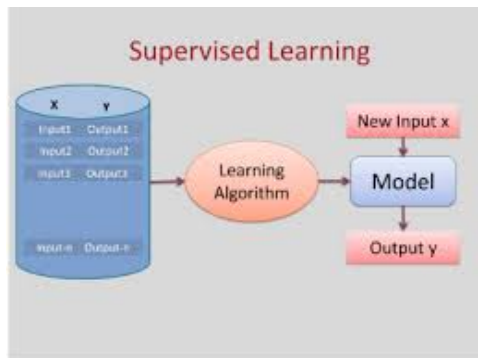 Supervised Learning
X Y
Input1 Output1
Input2 Output2
Input3 Output3
Input-n Output-n
Learning
Algorithm
New Input x
Model
Output y